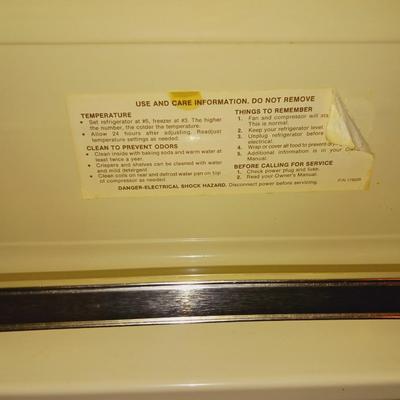 USE AND CARE INFORMATION. DO NOT REMOVE
TEMPERATURE
• Set refrigerator at #5, freezer at #3. The higher
the number, the colder the temperature.
• Allow 24 hours after adjusting. Readjust
temperature settings as needed.
CLEAN TO PREVENT ODORS
• Clean inside with baking soda and warm water at
least twice a year.
• Crispers and shelves can be cleaned with water
and mild detergent.
• Clean coils on rear and defrost water pan on top
of compressor as needed.
THINGS TO REMEMBER
1. Fan and compressor will
This is normal.
2. Keep your refrigerator level
3. Unplug refrigerator before
electrical.
4. Wrap or cover all food to prevent
5. Additional information is in your
Manual.
BEFORE CALLING FOR SERVICE
1. Check power plug and fuse.
2. Read your Owner's Manual.
DANGER-ELECTRICAL SHOCK HAZARD. Disconnect power before servicing.
P/N